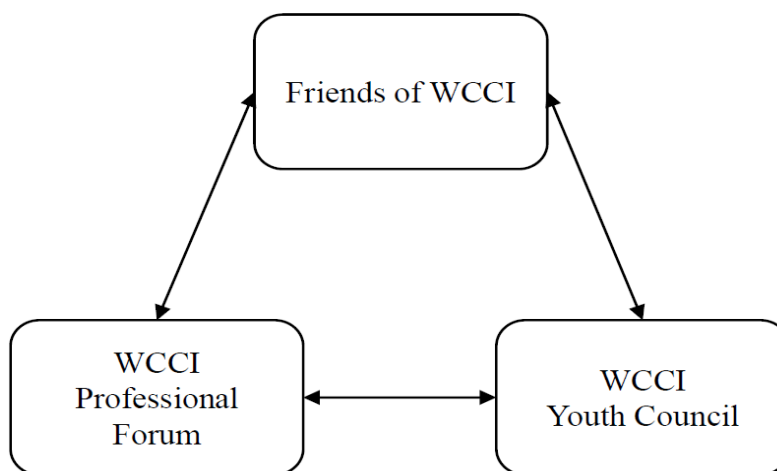 Friends of WCCI
WCCI
Professional
Forum
WCCI
Youth Council